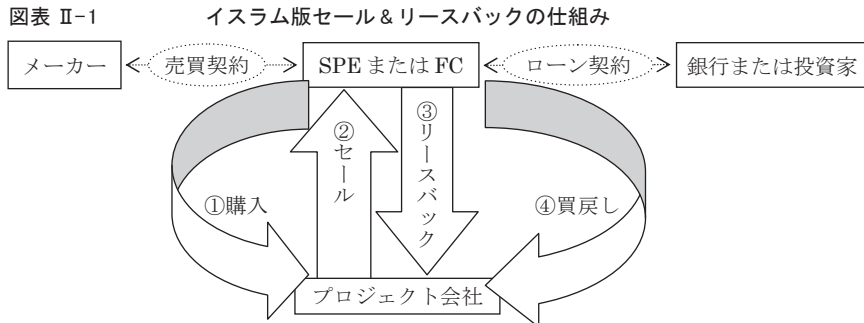 図表 Ⅱ-1 イスラム版セール&リースバックの仕組み
メーカー 売買契約 SPE または FC ローン契約 銀行または投資家
②セール
③リースバック
①購入
④買戻し
プロジェクト会社